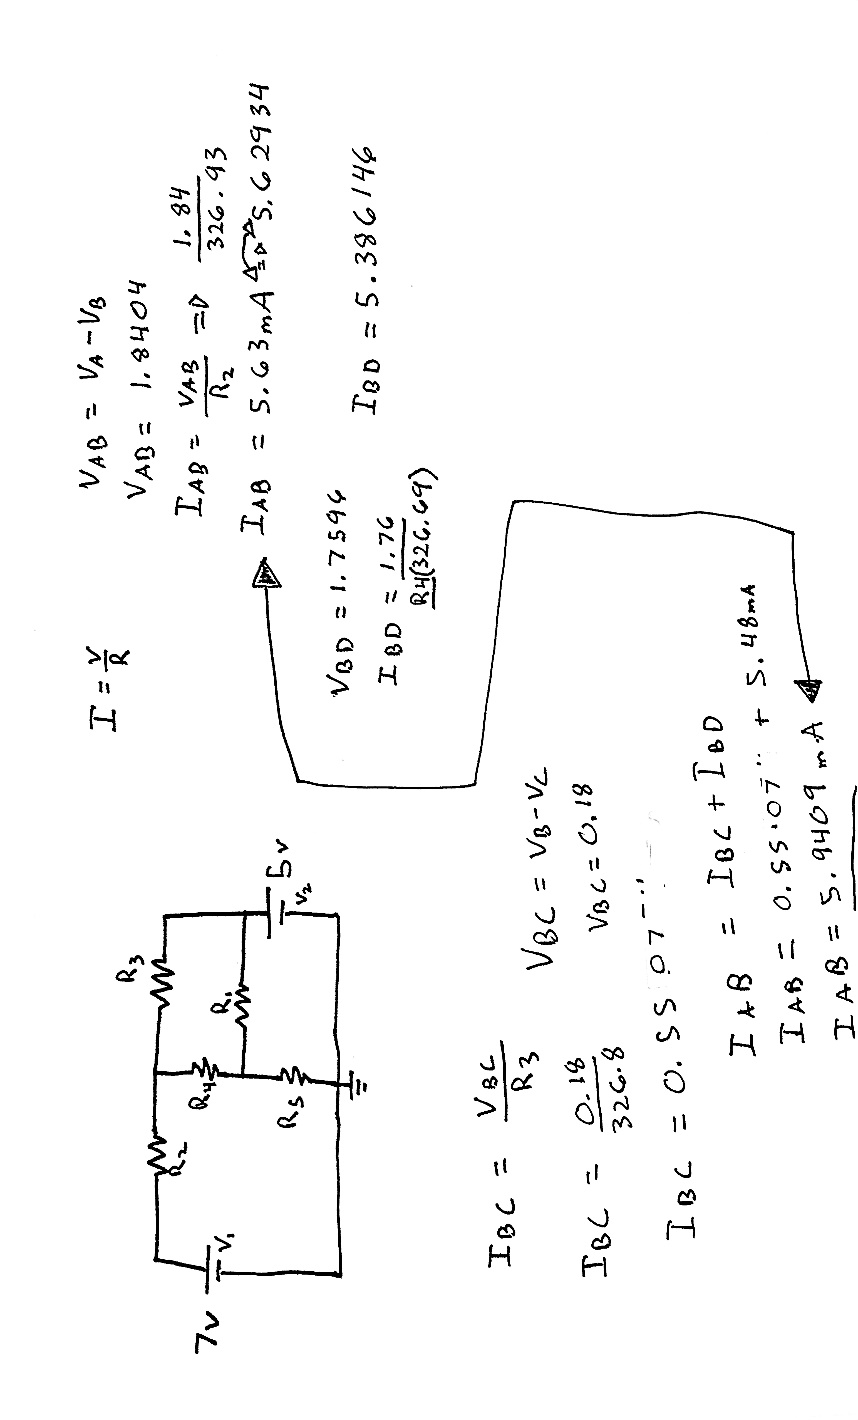 I = V/R
VAB = VA - VB
VAB = 1.8404
IAB = VAB/R2 => 1.84/326.93
IAB = 5.63mA <=> 5.62934
R3
R2
R4
R1
R5
7v
V1
5v
V2
VBD = 1.7596
IBD = 1.76/R4(326.69)
IBD = 5.386146
IBC = VBC/R3
VBC = VB - VC
IBC = 0.18/326.8
VBC = 0.18
IBC = 0.5507
IAB = IBC + IBD
IAB = 0.5507 + 5.48mA
IAB = 5.9409 mA